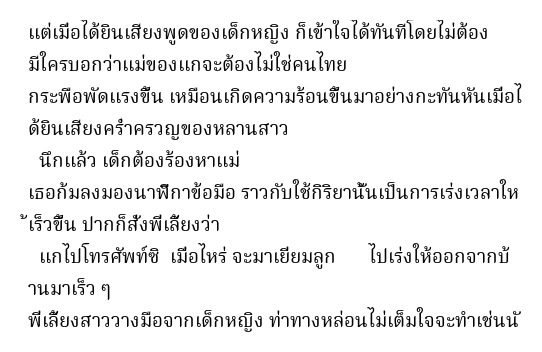 แต่เมื่อได้ยินเสียงพูดของเด็กหญิง ก็เข้าใจได้ทันทีโดยไม่ต้อง
มีใครบอกว่าแม่ของแกจะต้องไม่ใช่คนไทย
กระพือพัดแรงขึ้น เหมือนเกิดความร้อนขึ้นมาอย่างกะทันหันเมื่อไ
ด้ยินเสียงคร่ำครวญของหลานสาว
นึกแล้ว เด็กต้องร้องหาแม่
เธอก้มลงมองนาฬิกาข้อมือ ราวกับใช้กิริยานั้นเป็นการเร่งเวลาให
้เร็วขึ้น ปากก็สั่งพี่เลี้ยงว่า
แกไปโทรศัพท์ซิ เมื่อไหร่ จะมาเยี่ยมลูก ไปเร่งให้ออกจากบ้
านมาเร็ว ๆ
พี่เลี้ยงสาววางมือจากเด็กหญิง ท่าทางหล่อนไม่เต็มใจจะทำเช่นนั